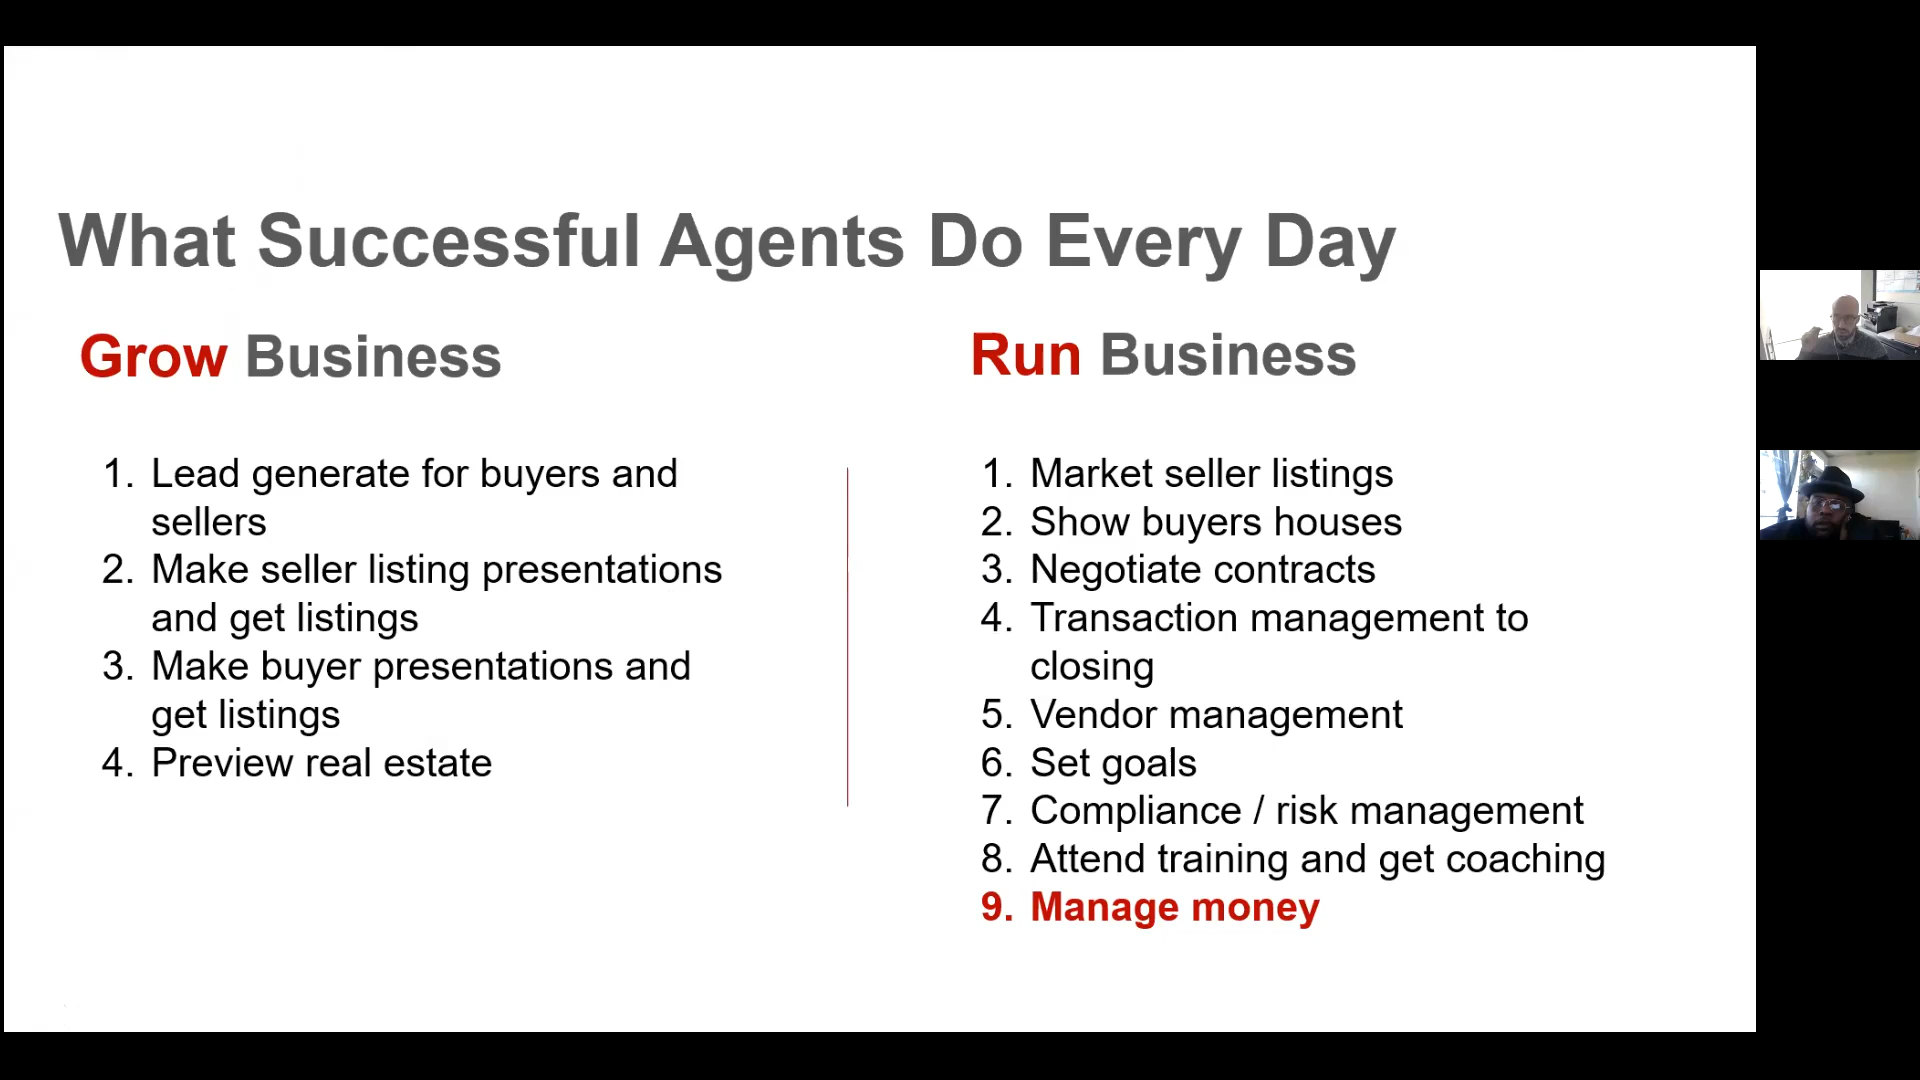 What Successful Agents Do Every Day
Grow Business
1. Lead generate for buyers and
sellers
2. Make seller listing presentations
and get listings
3. Make buyer presentations and
get listings
4. Preview real estate
Run Business
1. Market seller listings
2. Show buyers houses
3. Negotiate contracts
4. Transaction management to
closing
5. Vendor management
6. Set goals
7. Compliance / risk management
8. Attend training and get coaching
9. Manage money